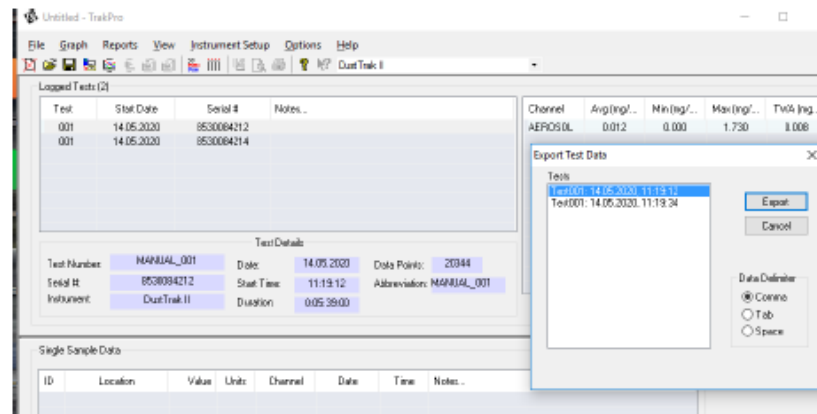 Untitled - TrakPro
File Graph Reports View Instrument Setup Options Help
DustTrak II
Logged Tests (2)
Test Start Date Serial # Notes...
001 14.05.2020 8530084212
001 14.05.2020 8530084214
Channel Avg (mg/... Min (mg/... Max (mg/... TWA (mg...
AEROSOL 0.012 0.000 1.730 0.008
Export Test Data
Tests
Test001: 14.05.2020, 11:19:12
Test001: 14.05.2020, 11:19:34
Export
Cancel
Data Delimiter
Comma
Tab
Space
Test Details
Test Number: MANUAL_001 Date: 14.05.2020 Data Points: 20344
Serial #: 8530084212 Start Time: 11:19:12 Abbreviation: MANUAL_001
Instrument: DustTrak II Duration 0:05:39:00
Single Sample Data
ID Location Value Units Channel Date Time Notes...